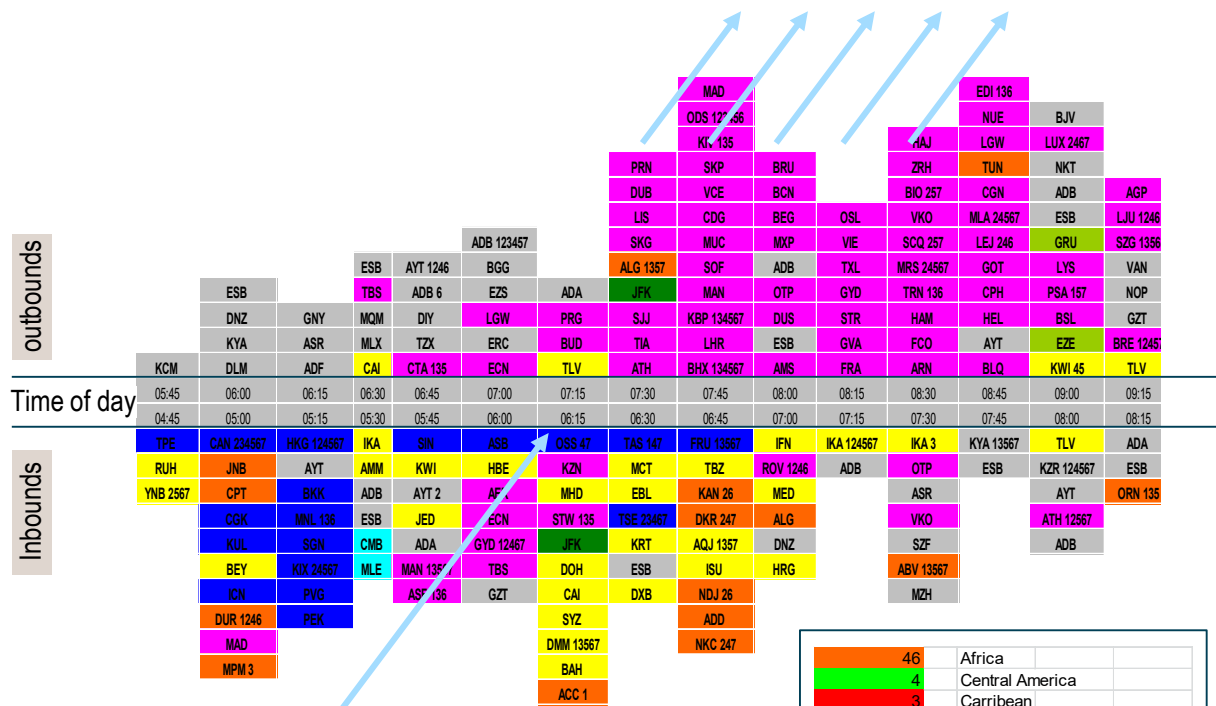 MAD EDI 136
ODS 123456 NUE BJV
KIV 135 HAJ LGW LUX 2467
PRN SKP BRU ZRH TUN NKT
DUB VCE BCN BIO 257 CGN ADB AGP
LIS CDG BEG OSL VKO MLA 24567 ESB LJU 1246
ADB 123457 SKG MUC MXP VIE SCQ 257 LEJ 246 GRU SZG 1356
ESB AYT 1246 BGG ALG 1357 SOF ADB TXL MRS 24567 GOT LYS VAN
ESB TBS ADB 6 EZS ADA JFK MAN OTP GYD TRN 136 CPH PSA 157 NOP
DNZ GNY MQM DIY LGW PRG SJJ KBP 134567 DUS STR HAM HEL BSL GZT
KYA ASR MLX TZX ERC BUD TIA LHR ESB GVA FCO AYT EZE BRE 12457
KCM DLM ADF CAI CTA 135 ECN TLV ATH BHX 134567 AMS FRA ARN BLQ KWI 45 TLV
outbounds
Time of day
05:45 06:00 06:15 06:30 06:45 07:00 07:15 07:30 07:45 08:00 08:15 08:30 08:45 09:00 09:15
04:45 05:00 05:15 05:30 05:45 06:00 06:15 06:30 06:45 07:00 07:15 07:30 07:45 08:00 08:15
Inbounds
TPE CAN 234567 HKG 124567 IKA SIN ASB OSS 47 TAS 147 FRU 13567 IFN IKA 124567 IKA 3 KYA 13567 TLV ADA
RUH JNB AYT AMM KWI HBE KZN MCT TBZ ROV 1246 ADB OTP ESB KZR 124567 ESB
YNB 2567 CPT BKK ADB AYT 2 MHD EBL KAN 26 MED ASR AYT ORN 135
CGK MNL 136 ESB JED ECN STW 135 TSE 23467 DKR 247 ALG VKO ATH 12567
KUL SGN CMB ADA GYD 12467 JFK KRT AQJ 1357 DNZ SZF ADB
BEY KIX 24567 MLE MAN 13567 TBS DOH ESB ISU HRG ABV 13567
ICN PVG ASF 136 GZT CAI DXB NDJ 26 MZH
DUR 1246 PEK SYZ ADD
MAD DMM 13567 NKC 247
MPM 3 BAH
ACC 1
46 Africa
4 Central America
3 Carribean